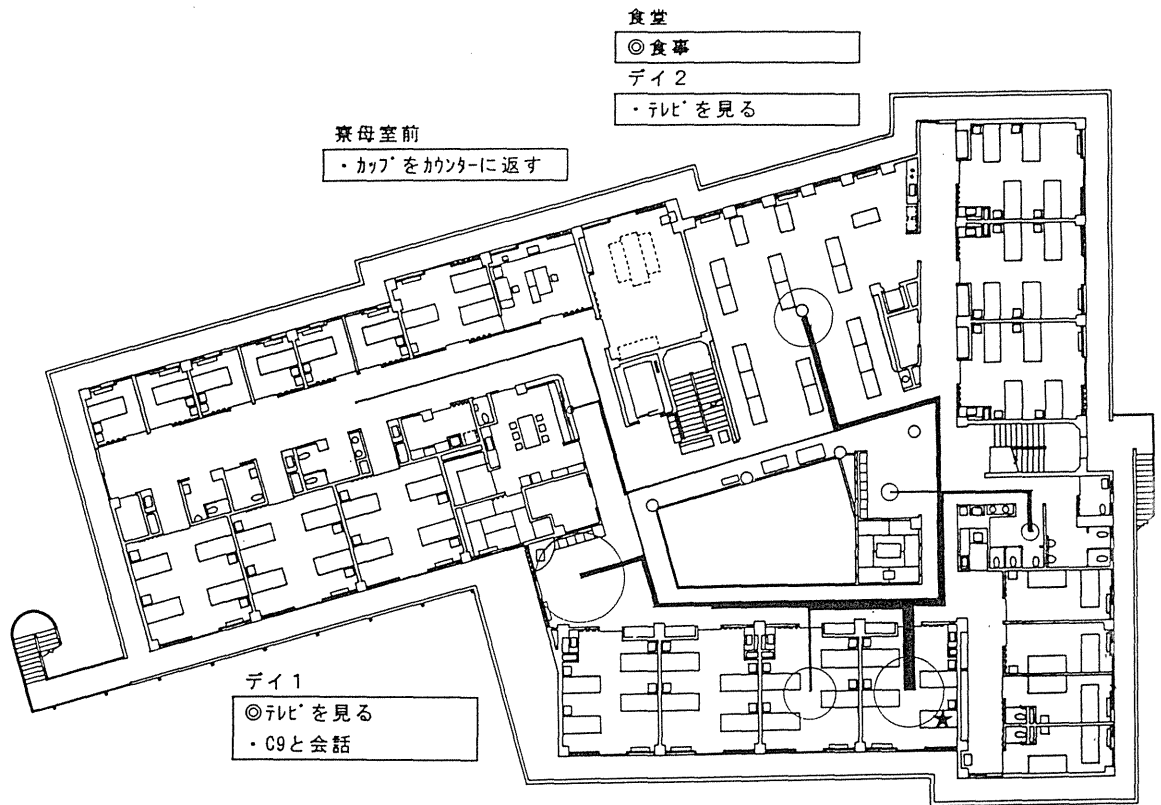 食堂
◎食事
デイ2
・テレビを見る
寮母室前
・カップをカウンターに返す
デイ1
◎テレビを見る
・C9と会話